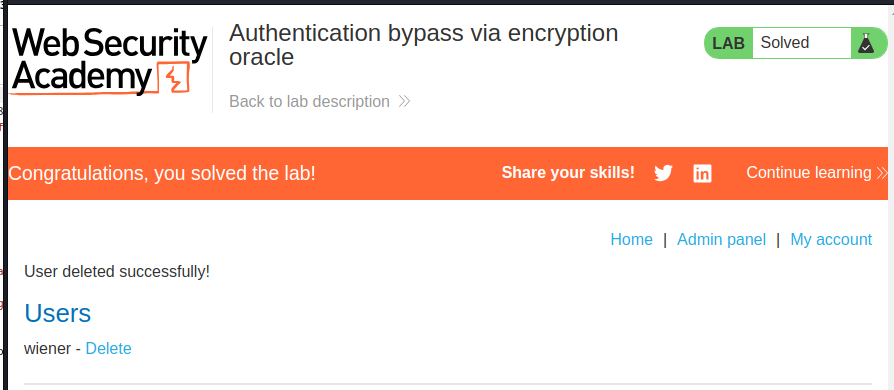 Web Security
Academy
Authentication bypass via encryption
oracle
Back to lab description
LAB Solved
Congratulations, you solved the lab!
Share your skills!
Continue learning
Home | Admin panel | My account
User deleted successfully!
Users
wiener - Delete